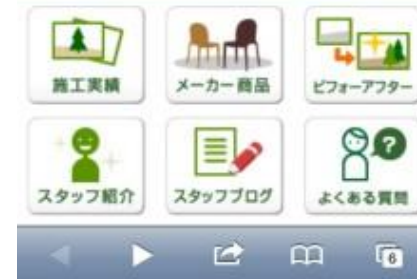 施工実績
メーカー商品
ビフォーアフター
スタッフ紹介
スタッフブログ
よくある質問
6